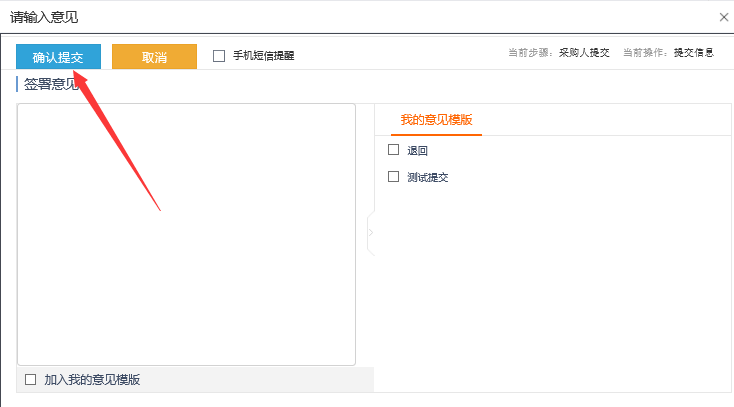 请输入意见
确认提交 取消 手机短信提醒 当前步骤：采购人提交 当前操作：提交信息
签署意见
我的意见模版
退回
测试提交
加入我的意见模版